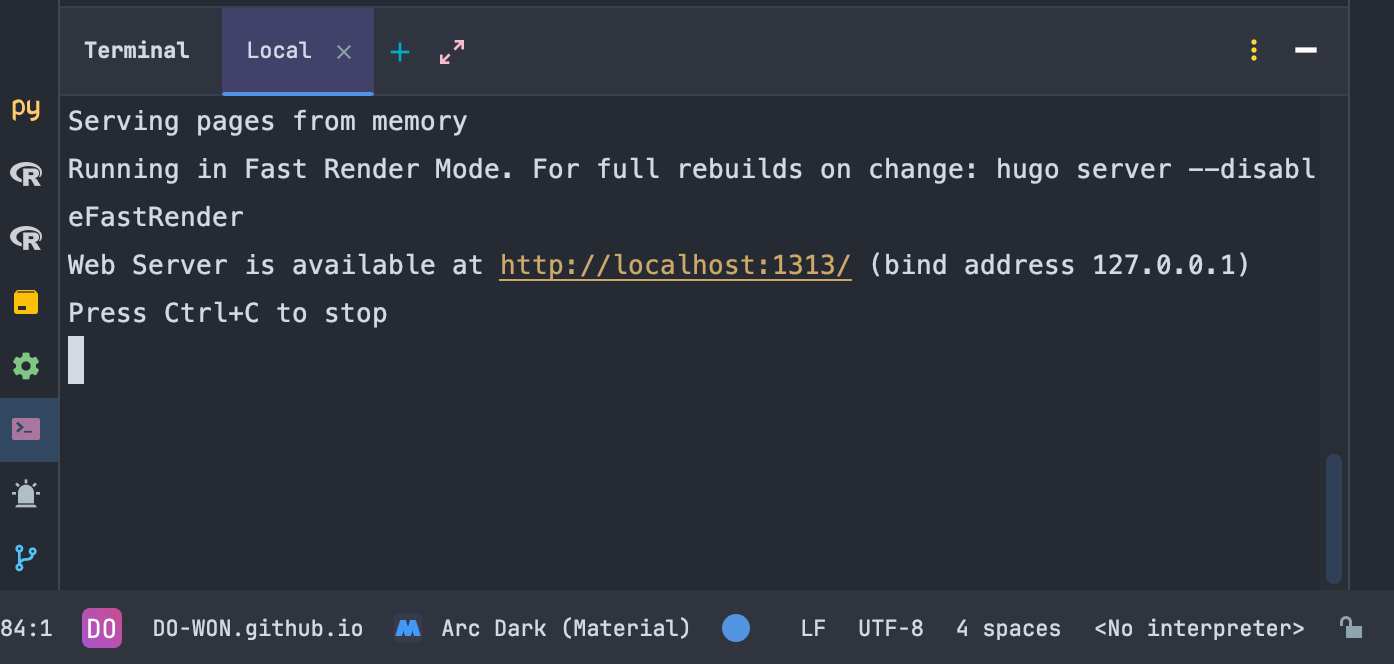 Terminal Local
py
R
R
Serving pages from memory
Running in Fast Render Mode. For full rebuilds on change: hugo server --disabl
eFastRender
Web Server is available at http://localhost:1313/ (bind address 127.0.0.1)
Press Ctrl+C to stop
84:1 DO DO-WON.github.io Arc Dark (Material) LF UTF-8 4 spaces <No interpreter>